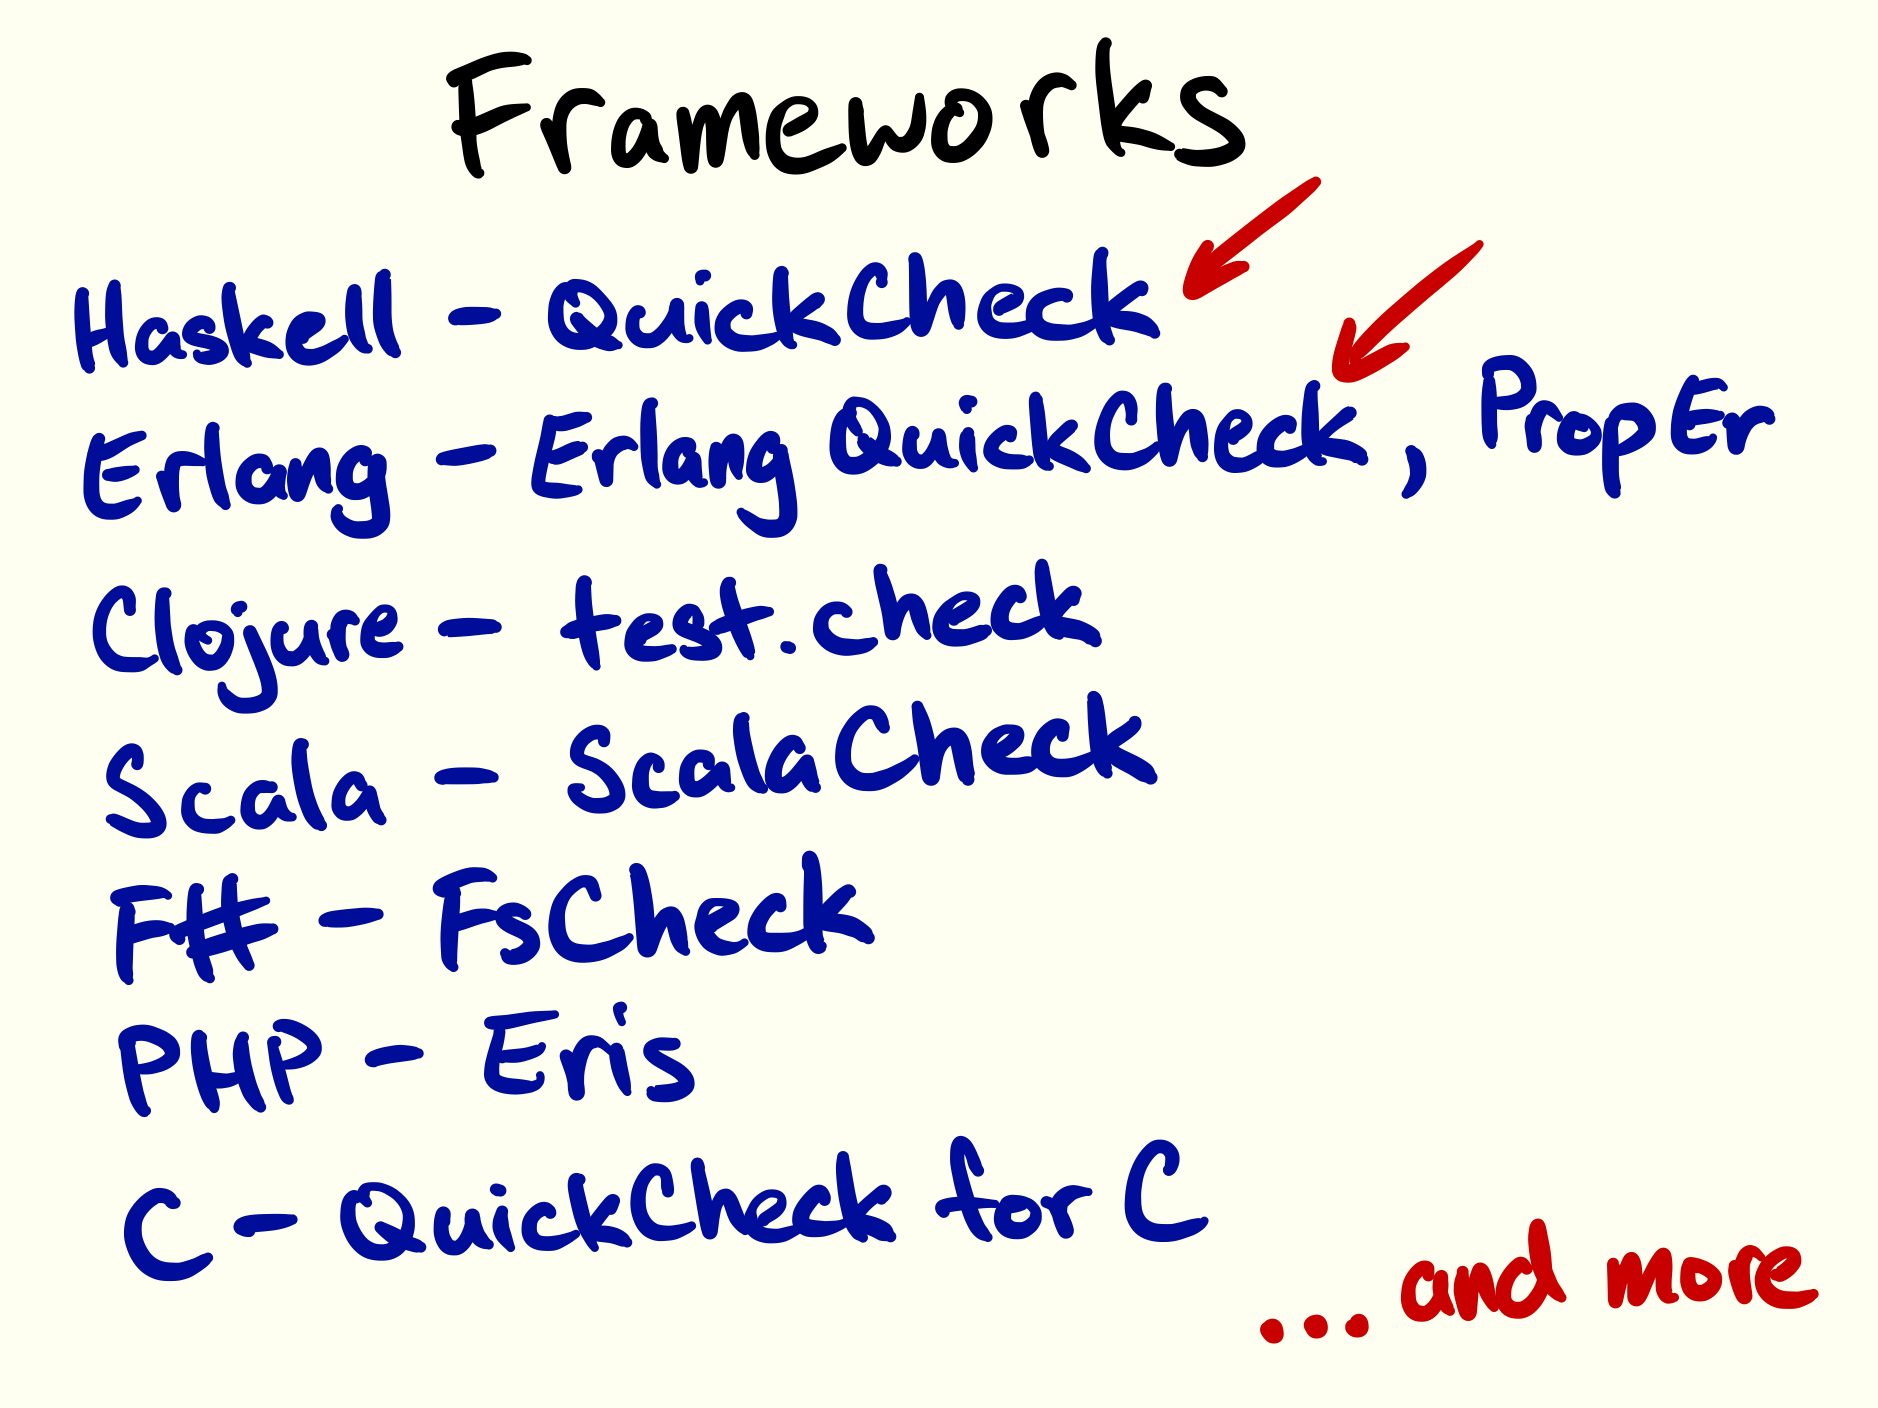 Frameworks
Haskell - QuickCheck
Erlang - Erlang QuickCheck, PropEr
Clojure - test.check
Scala - ScalaCheck
F# - FsCheck
PHP - Eris
C - QuickCheck for C
...and more